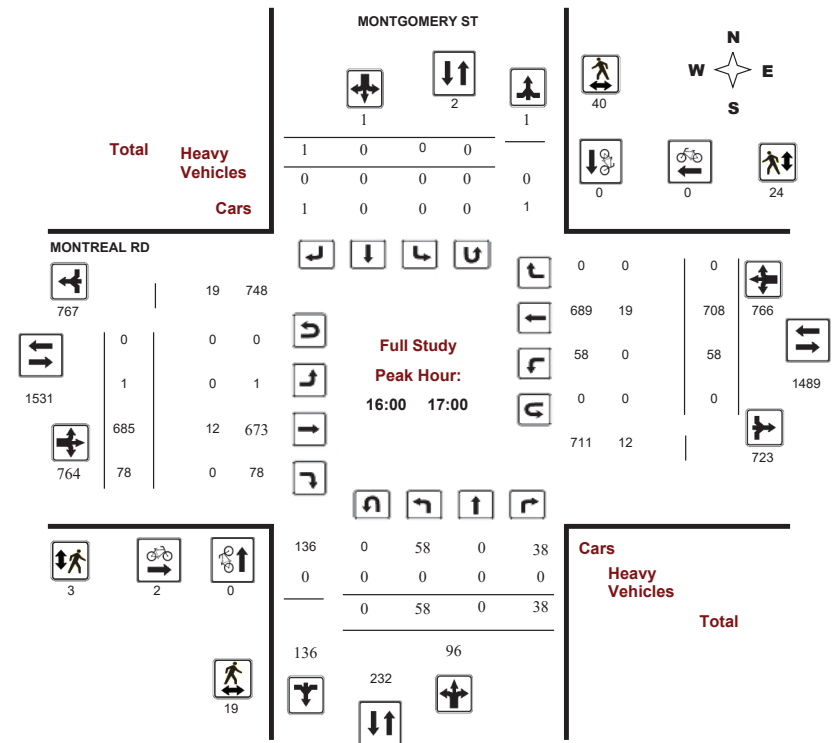 MONTGOMERY ST
N
W E
S
2
1 1
40
Total Heavy Vehicles
1 0 0 0
0 0 0 0 0
Cars 1 0 0 0 1
0 0 24
MONTREAL RD
767
19 748
0 0 0
1531
1 0 1
685 12 673
764 78 0 78
Full Study
Peak Hour:
16:00 17:00
0 0 0
689 19 708 766
58 0 58
1489
0 0 0
711 12
723
3 2 0
19
136 0 58 0 38 Cars
0 0 0 0 0 Heavy Vehicles
0 58 0 38
Total
136 96
232